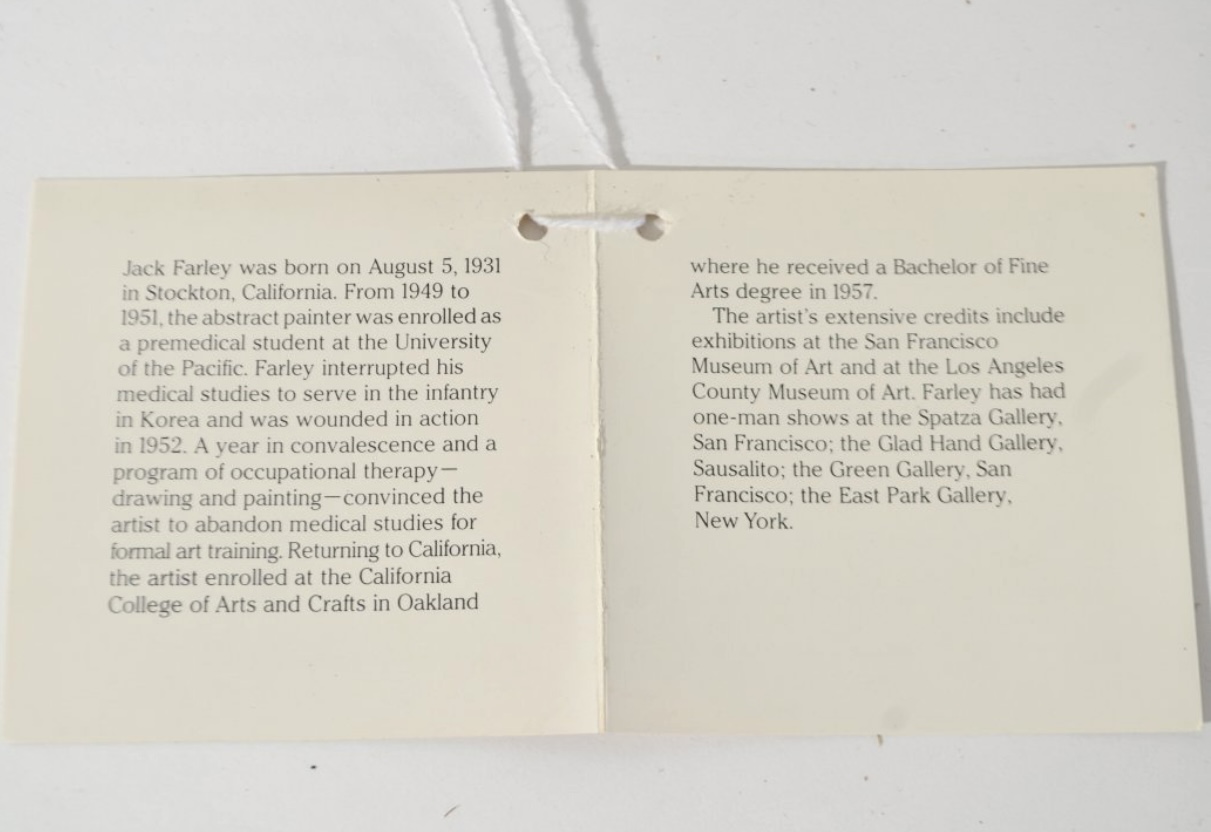 Jack Farley was born on August 5, 1931
in Stockton, California. From 1949 to
1951, the abstract painter was enrolled as
a premedical student at the University
of the Pacific. Farley interrupted his
medical studies to serve in the infantry
in Korea and was wounded in action
in 1952. A year in convalescence and a
program of occupational therapy—
drawing and painting—convinced the
artist to abandon medical studies for
formal art training. Returning to California,
the artist enrolled at the California
College of Arts and Crafts in Oakland
where he received a Bachelor of Fine
Arts degree in 1957.
The artist's extensive credits include
exhibitions at the San Francisco
Museum of Art and at the Los Angeles
County Museum of Art. Farley has had
one-man shows at the Spatza Gallery,
San Francisco; the Glad Hand Gallery,
Sausalito; the Green Gallery, San
Francisco; the East Park Gallery,
New York.